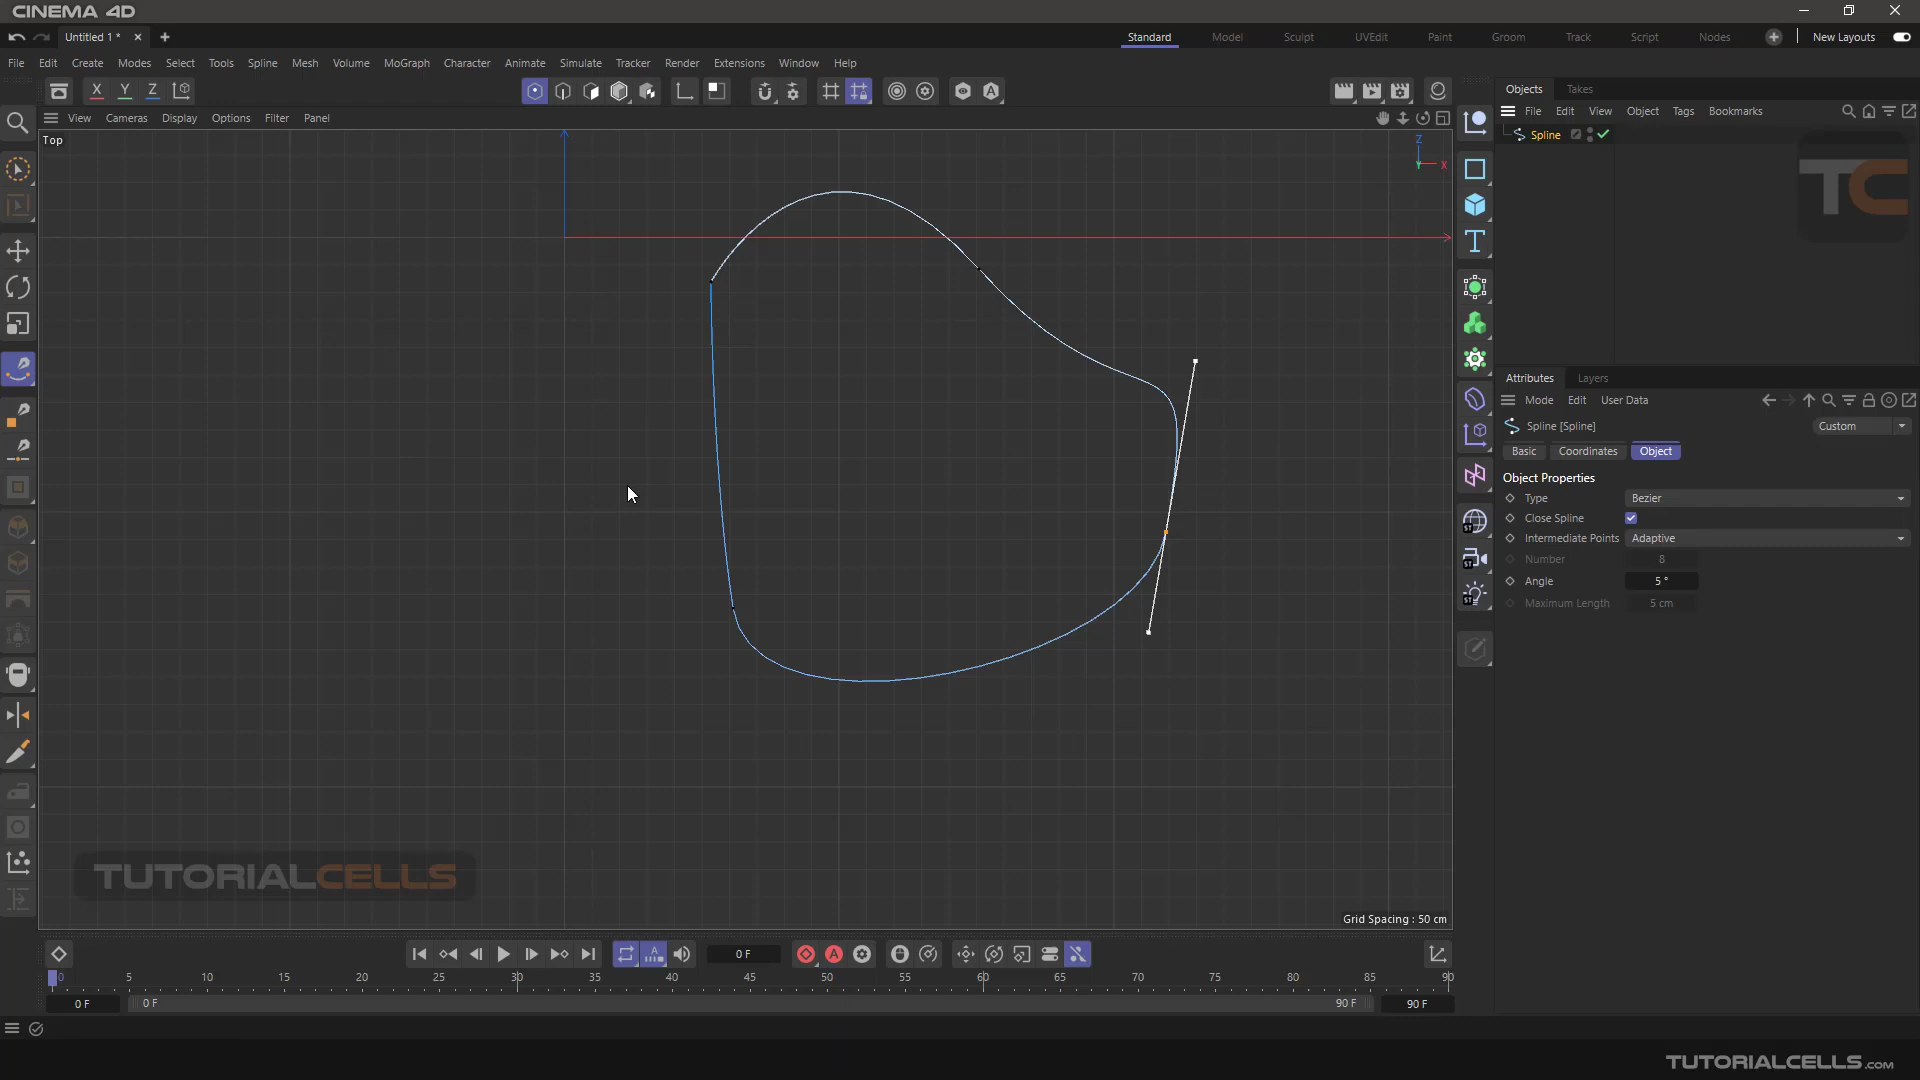 CINEMA 4D
Untitled 1 *
Standard Model Sculpt UVEdit Paint Groom Track Script Nodes New Layouts
File Edit Create Modes Select Tools Spline Mesh Volume MoGraph Character Animate Simulate Tracker Render Extensions Window Help
X Y Z
Objects Takes
File Edit View Object Tags Bookmarks
View Cameras Display Options Filter Panel
Top
Z
X
Y
Spline
TC
Attributes Layers
Mode Edit User Data
Spline [Spline] Custom
Basic Coordinates Object
Object Properties
Type Bezier
Close Spline
Intermediate Points Adaptive
Number 8
Angle 5 °
Maximum Length 5 cm
ST
ST
ST
TUTORIALCELLS
Grid Spacing : 50 cm
0 F
0 5 10 15 20 25 30 35 40 45 50 55 60 65 70 75 80 85 90
0 F 0 F 90 F 90 F
TUTORIALCELLS.com